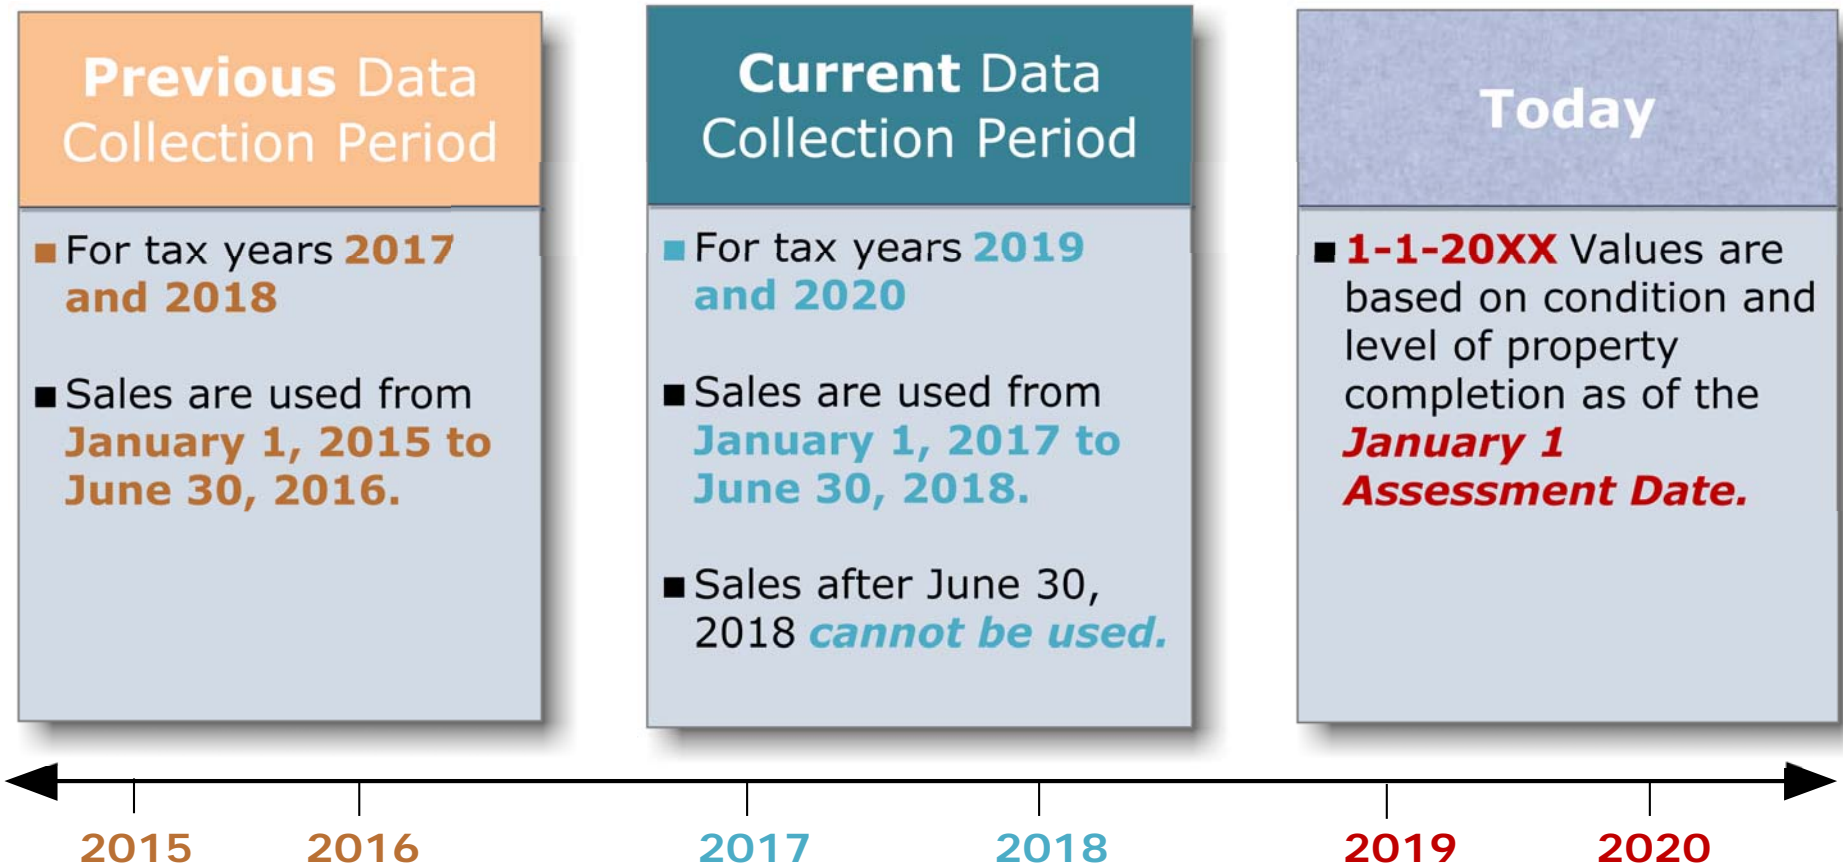 Previous Data
Collection Period
■ For tax years 2017
and 2018
■ Sales are used from
January 1, 2015 to
June 30, 2016.
Current Data
Collection Period
■ For tax years 2019
and 2020
■ Sales are used from
January 1, 2017 to
June 30, 2018.
■ Sales after June 30,
2018 cannot be used.
Today
■ 1-1-20XX Values are
based on condition and
level of property
completion as of the
January 1
Assessment Date.
2015 2016 2017 2018 2019 2020